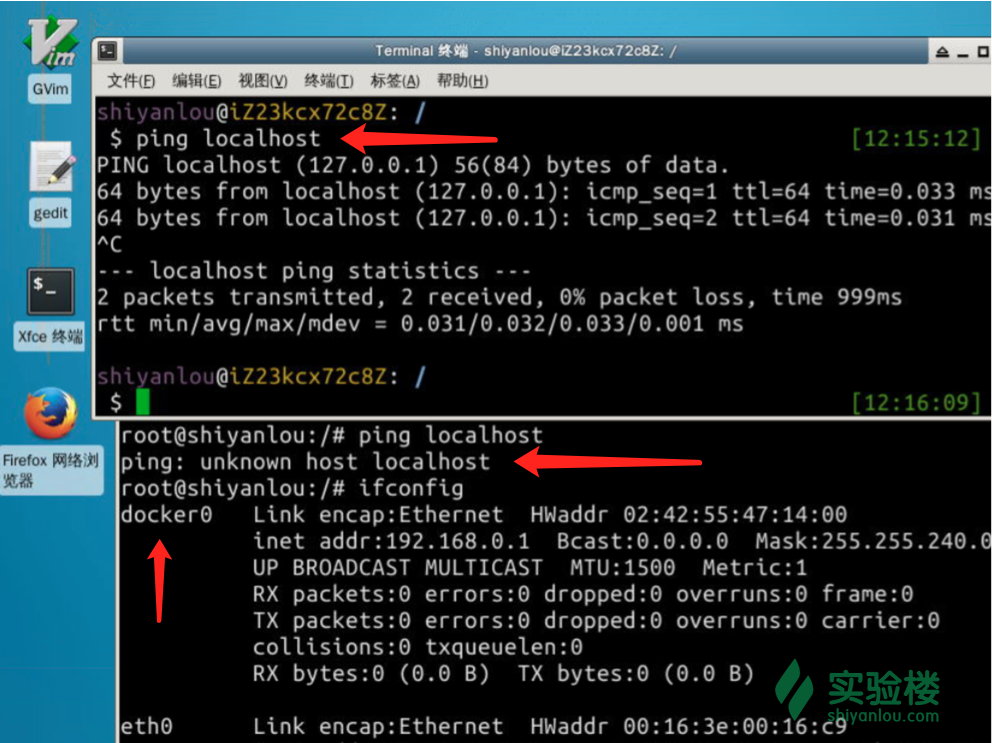 GVim
gedit
Xfce 终端
Firefox 网络浏
览器
Terminal 终端 - shiyanlou@iZ23kcx72c8Z: /
文件(F) 编辑(E) 视图(V) 终端(T) 标签(A) 帮助(H)
shiyanlou@iZ23kcx72c8Z: /
$ ping localhost [12:15:12]
PING localhost (127.0.0.1) 56(84) bytes of data.
64 bytes from localhost (127.0.0.1): icmp_seq=1 ttl=64 time=0.033 ms
64 bytes from localhost (127.0.0.1): icmp_seq=2 ttl=64 time=0.031 ms
^C
--- localhost ping statistics ---
2 packets transmitted, 2 received, 0% packet loss, time 999ms
rtt min/avg/max/mdev = 0.031/0.032/0.033/0.001 ms
shiyanlou@iZ23kcx72c8Z: /
$ [12:16:09]
root@shiyanlou:/# ping localhost
ping: unknown host localhost
root@shiyanlou:/# ifconfig
docker0 Link encap:Ethernet HWaddr 02:42:55:47:14:00
inet addr:192.168.0.1 Bcast:0.0.0.0 Mask:255.255.240.0
UP BROADCAST MULTICAST MTU:1500 Metric:1
RX packets:0 errors:0 dropped:0 overruns:0 frame:0
TX packets:0 errors:0 dropped:0 overruns:0 carrier:0
collisions:0 txqueuelen:0
RX bytes:0 (0.0 B) TX bytes:0 (0.0 B)
eth0 Link encap:Ethernet HWaddr 00:16:3e:00:16:c9
实验楼
shiyanlou.com